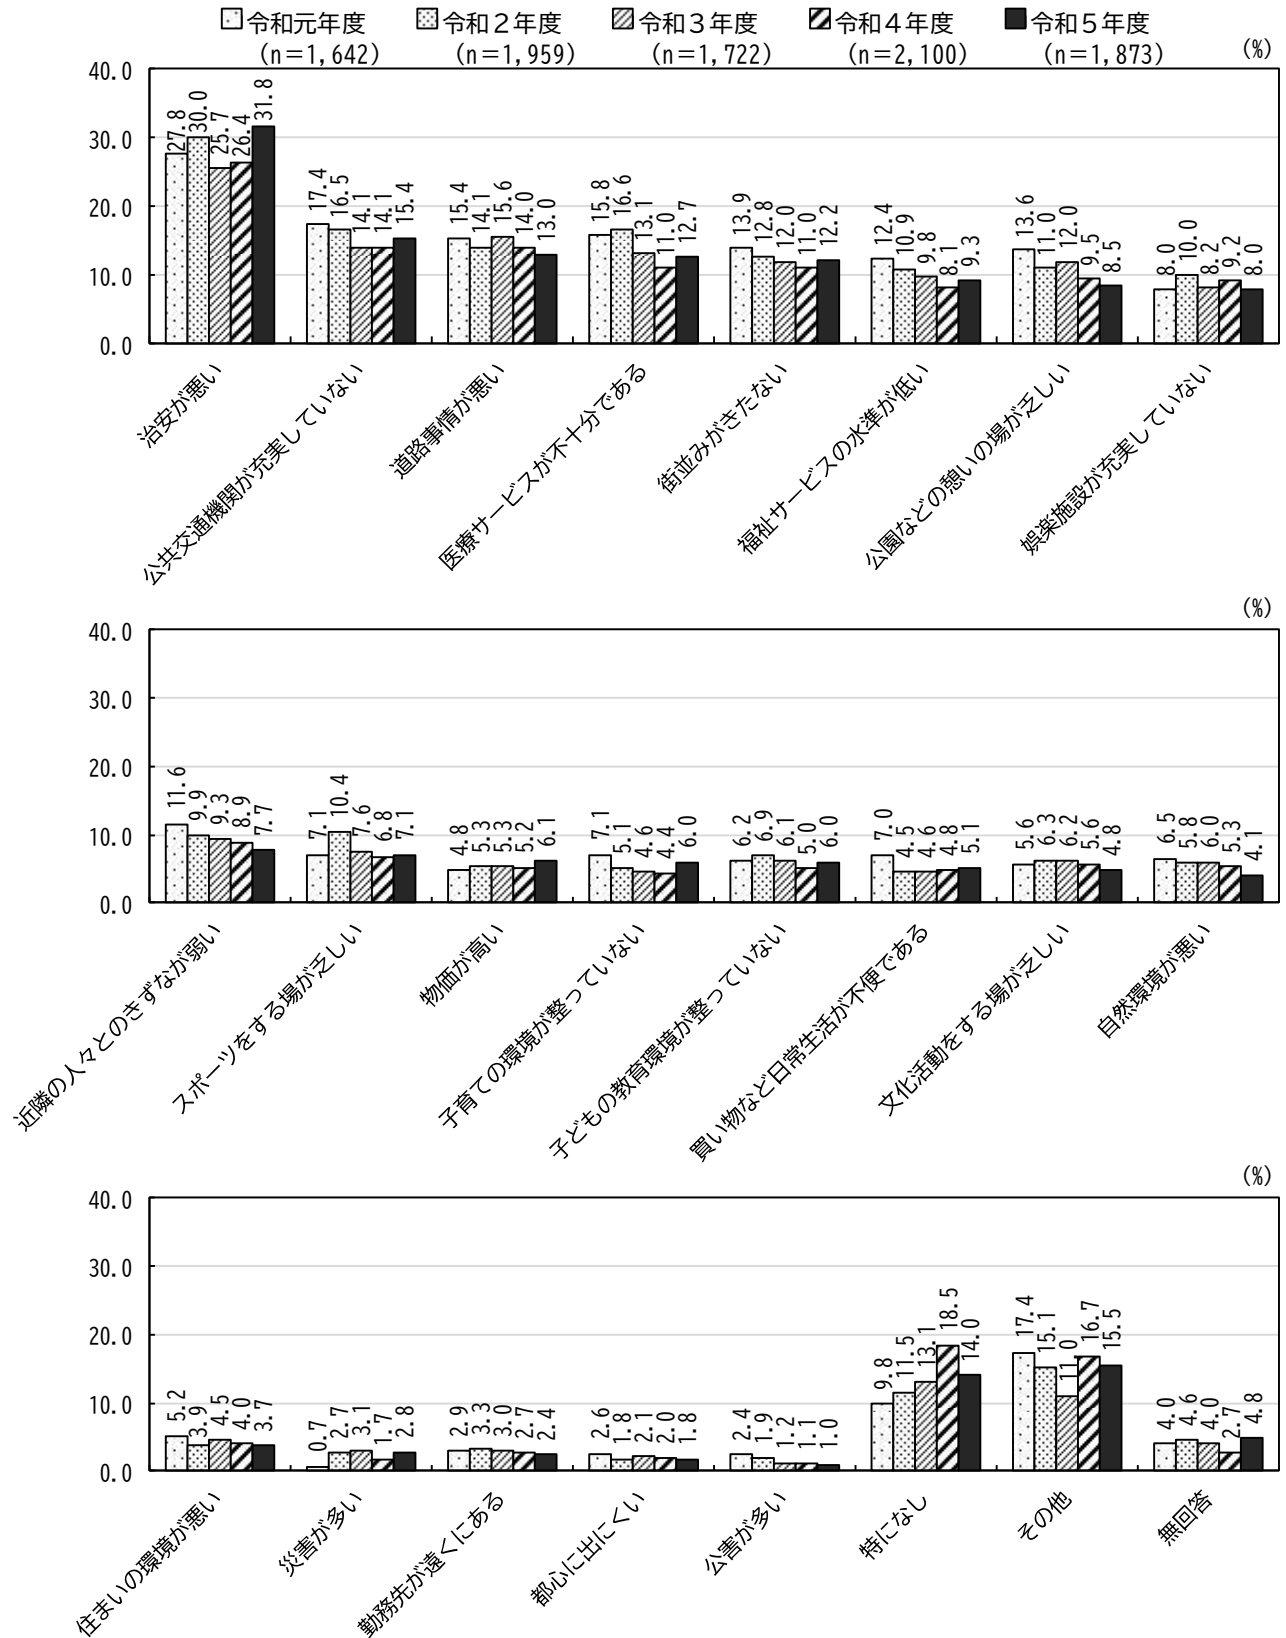 令和元年度 令和２年度 令和３年度 令和４年度 令和５年度
(n＝1,642) (n＝1,959) (n＝1,722) (n＝2,100) (n＝1,873) (%)
40.0
30.0
20.0
10.0
0.0
27.8 30.0 25.7 26.4 31.8
17.4 16.5 14.1 14.1 15.4
15.4 14.1 15.6 14.0 13.0
15.8 16.6 13.1 11.0 12.7
13.9 12.8 12.0 11.0 12.2
12.4 10.9 9.8 8.1 9.3
13.6 11.0 12.0 9.5 8.5
8.0 10.0 8.2 9.2 8.0
治安が悪い
公共交通機関が充実していない
道路事情が悪い
医療サービスが不十分である
街並みがきたない
福祉サービスの水準が低い
公園などの憩いの場が乏しい
娯楽施設が充実していない
(%)
40.0
30.0
20.0
10.0
0.0
11.6 9.9 9.3 8.9 7.7
7.1 10.4 7.6 6.8 7.1
4.8 5.3 5.3 5.2 6.1
7.1 5.1 4.6 4.4 6.0
6.2 6.9 6.1 5.0 6.0
7.0 4.5 4.6 4.8 5.1
5.6 6.3 6.2 5.6 4.8
6.5 5.8 6.0 5.3 4.1
近隣の人々とのきずなが弱い
スポーツをする場が乏しい
物価が高い
子育ての環境が整っていない
子どもの教育環境が整っていない
買い物など日常生活が不便である
文化活動をする場が乏しい
自然環境が悪い
(%)
40.0
30.0
20.0
10.0
0.0
5.2 3.9 4.5 4.0 3.7
0.7 2.7 3.1 1.7 2.8
2.9 3.3 3.0 2.7 2.4
2.6 1.8 2.1 2.0 1.8
2.4 1.9 1.2 1.1 1.0
9.8 11.5 13.1 18.5 14.0
17.4 15.1 11.0 16.7 15.5
4.0 4.6 4.0 2.7 4.8
住まいの環境が悪い
災害が多い
勤務先が遠くにある
都心に出にくい
公害が多い
特になし
その他
無回答